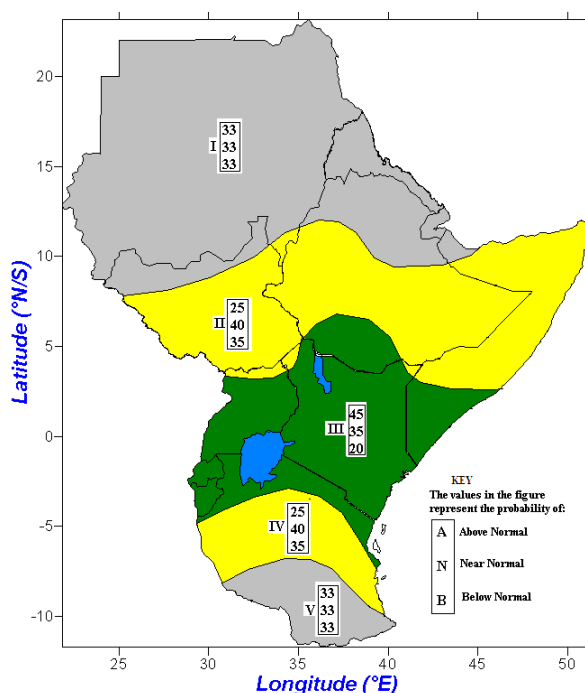 20
15
10
5
0
-5
-10
Latitude (°N/S)
I
33
33
33
II
25
40
35
III
45
35
20
IV
25
40
35
V
33
33
33
KEY
The values in the figure
represent the probability of:
A Above Normal
N Near Normal
B Below Normal
25 30 35 40 45 50
Longitude (°E)